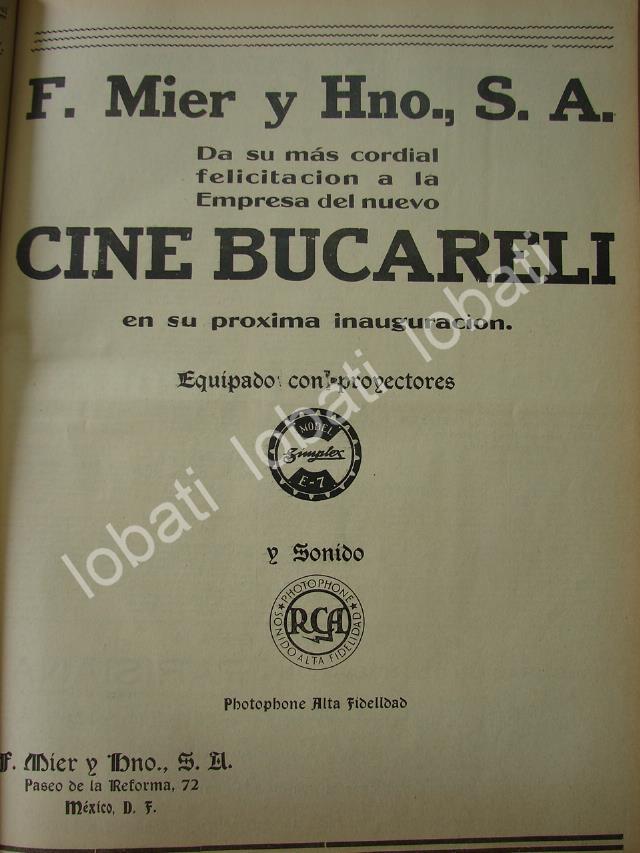 F. Mier y Hno., S. A.
Da su más cordial
felicitacion a la
Empresa del nuevo
CINE BUCARELI
en su proxima inauguracion.
Equipado con proyectores
MODEL
Simplex
E-7
y Sonido
PHOTOPHONE
RCA
SONIDO ALTA FIDELIDAD
Photophone Alta Fidelidad
F. Mier y Hno., S. A.
Paseo de la Reforma, 72
México, D. F.
lobati lobati lobati